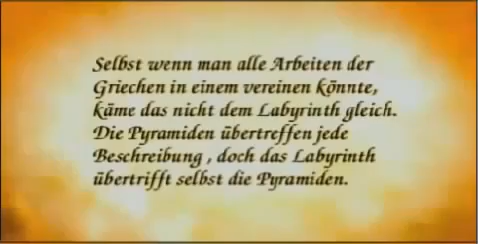 Selbst wenn man alle Arbeiten der
Griechen in einem vereinen könnte,
käme das nicht dem Labyrinth gleich.
Die Pyramiden übertreffen jede
Beschreibung , doch das Labyrinth
übertrifft selbst die Pyramiden.